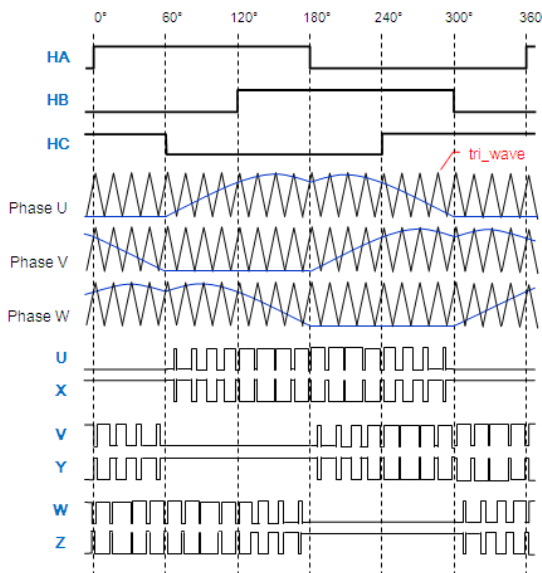 0° 60° 120° 180° 240° 300° 360
HA
HB
HC
tri_wave
Phase U
Phase V
Phase W
U
X
V
Y
W
Z